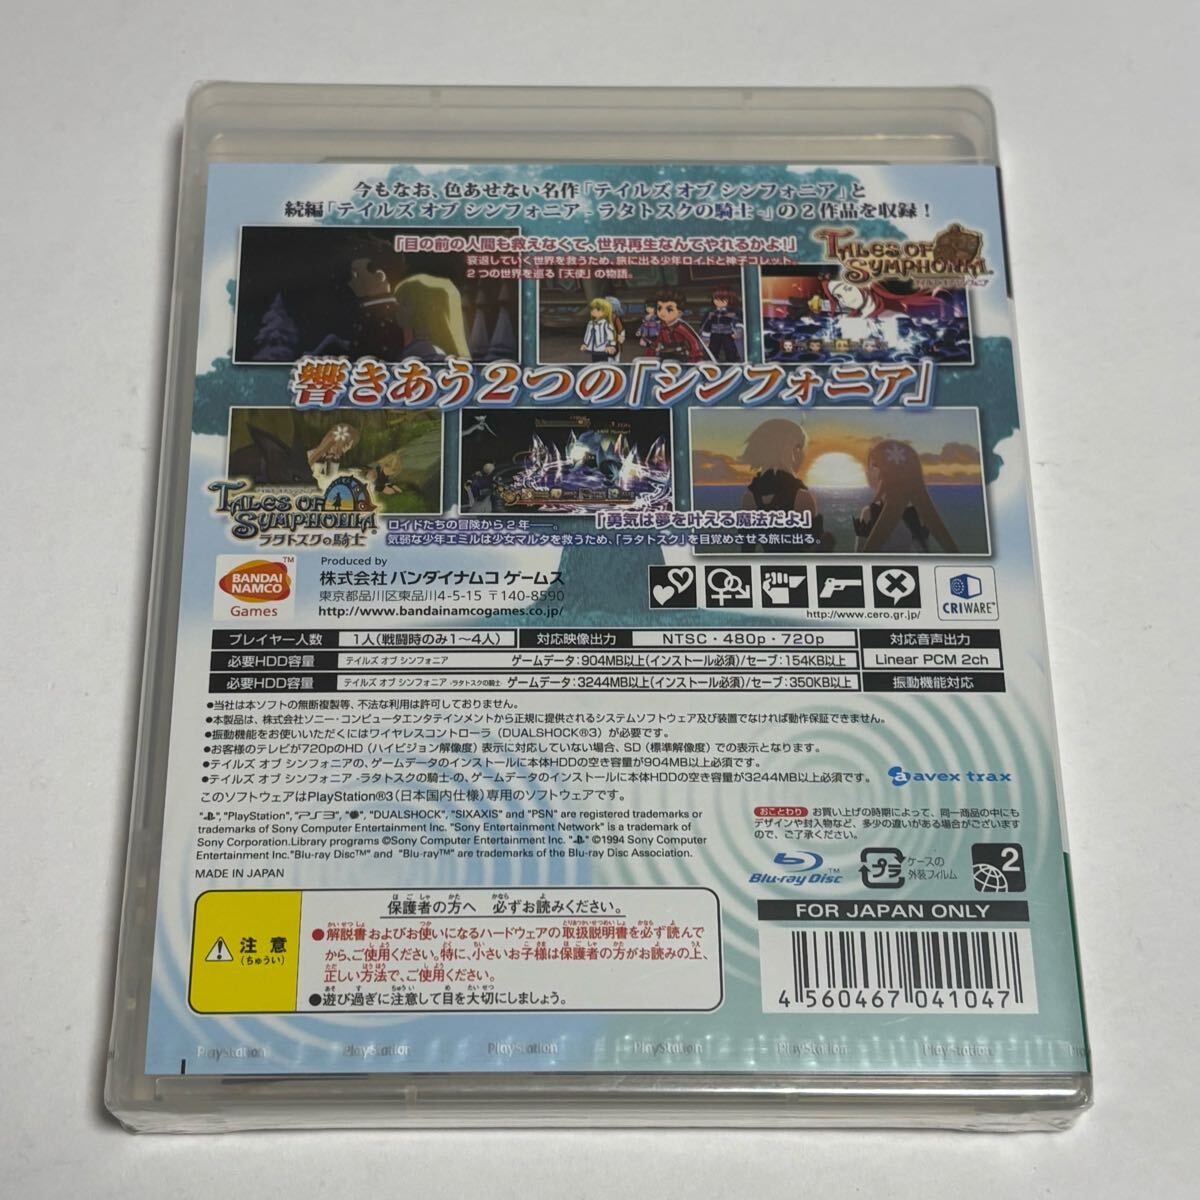 今もなお、色あせない名作「テイルズ オブ シンフォニア」と
続編「テイルズ オブ シンフォニア - ラタトスクの騎士 -」の2作品を収録！
「目の前の人間も救えなくて、世界再生なんてやれるかよ！」
衰退していく世界を救うため、旅に出る少年ロイドと神子コレット。
2つの世界を巡る「天使」の物語。
TALES OF
SYMPHONIA
テイルズ オブ シンフォニア
響きあう2つの「シンフォニア」
TALES OF
SYMPHONIA
ラタトスクの騎士
ロイドたちの冒険から2年――。
「勇気は夢を叶える魔法だよ」
気弱な少年エミルは少女マルタを救うため、「ラタトスク」を目覚めさせる旅に出る。
BANDAI
NAMCO
Games
TM
Produced by
株式会社 バンダイナムコ ゲームス
東京都品川区東品川4-5-15 〒140-8590
http://www.bandainamcogames.co.jp/
http://www.cero.gr.jp/
CRIWARE™
プレイヤー人数 1人(戦闘時のみ1〜4人) 対応映像出力 NTSC・480p・720p 対応音声出力
必要HDD容量 テイルズ オブ シンフォニア ゲームデータ:904MB以上(インストール必須)/セーブ:154KB以上 Linear PCM 2ch
必要HDD容量 テイルズ オブ シンフォニア -ラタトスクの騎士- ゲームデータ:3244MB以上(インストール必須)/セーブ:350KB以上 振動機能対応
●当社は本ソフトの無断複製等、不法な利用は許可しておりません。
●本製品は、株式会社ソニー・コンピュータエンタテインメントから正規に提供されるシステムソフトウェア及び装置でなければ動作保証できません。
●振動機能をお使いいただくにはワイヤレスコントローラ（DUALSHOCK®3）が必要です。
●お客様のテレビが720pのHD（ハイビジョン解像度）表示に対応していない場合、SD（標準解像度）での表示となります。
●テイルズ オブ シンフォニアの、ゲームデータのインストールに本体HDDの空き容量が904MB以上必須です。
●テイルズ オブ シンフォニア -ラタトスクの騎士-の、ゲームデータのインストールに本体HDDの空き容量が3244MB以上必須です。
このソフトウェアはPlayStation®3(日本国内仕様)専用のソフトウェアです。
avex trax
", "PlayStation", "PS3", "", "DUALSHOCK", "SIXAXIS" and "PSN" are registered trademarks or
trademarks of Sony Computer Entertainment Inc. "Sony Entertainment Network" is a trademark of
Sony Corporation.Library programs ©Sony Computer Entertainment Inc. "" ©1994 Sony Computer
Entertainment Inc."Blu-ray Disc™" and "Blu-ray™" are trademarks of the Blu-ray Disc Association.
MADE IN JAPAN
おことわり お買い上げの時期によって、同一商品の中にも
デザインや封入物など、多少の違いがある場合がございます
ので、ご了承ください。
Blu-ray Disc™
プラ
ケースの
外装フィルム
2
FOR JAPAN ONLY
4 560467 041047
注意
(ちゅうい)
保護者の方へ 必ずお読みください。
●解説書およびお使いになるハードウェアの取扱説明書を必ず読んで
から、ご使用ください。特に、小さいお子様は保護者の方がお読みの上、
正しい方法で、ご使用ください。
●遊び過ぎに注意して目を大切にしましょう。
PlayStation PlayStation PlayStation PlayStation PlayStation PlayStation